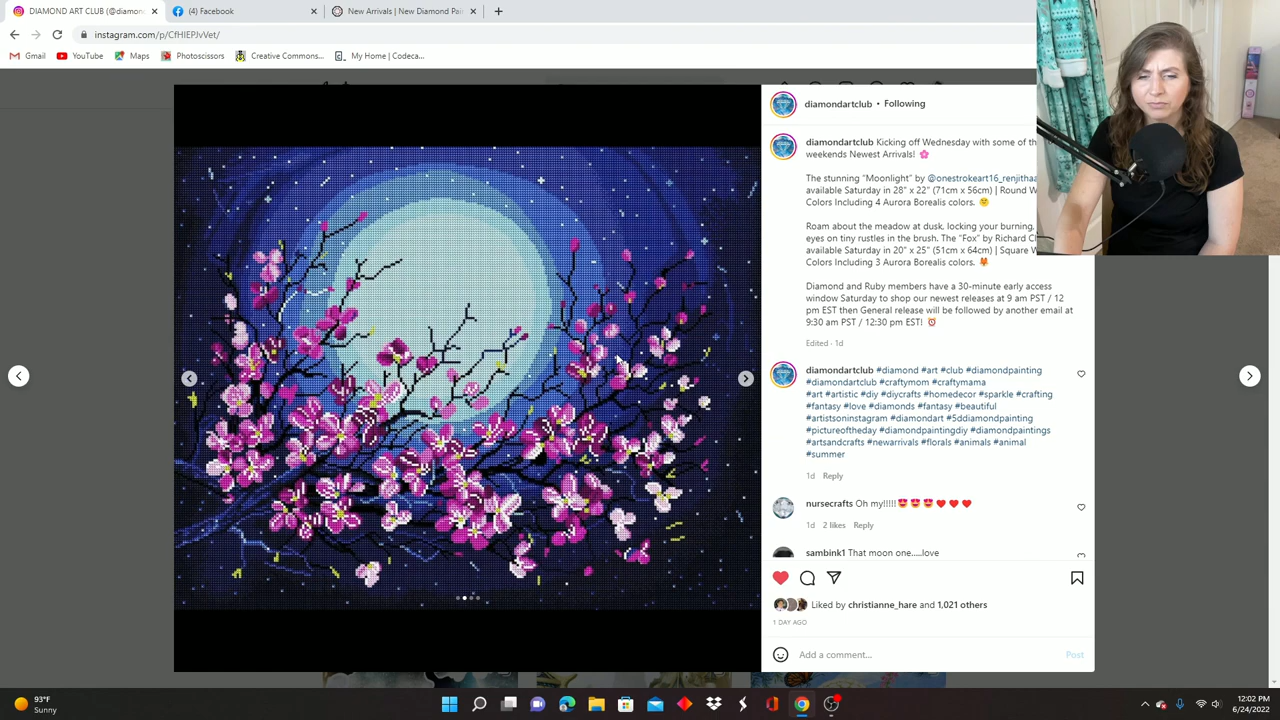 DIAMOND ART CLUB (@diamon
Facebook
New Arrivals | New Diamond Pai
instagram.com/p/CfHIEPJvVet/
Gmail
YouTube
Maps
Photoscissors
Creative Commons...
My Home | Codeca...
diamondartclub • Following
diamondartclub Kicking off Wednesday with some of th
weekends Newest Arrivals! 🌸
The stunning "Moonlight" by @onestrokeart16_renjithaa
available Saturday in 28" x 22" (71cm x 56cm) | Round W
Colors Including 4 Aurora Borealis colors. 🌝
Roam about the meadow at dusk, locking your burning,
eyes on tiny rustles in the brush. The "Fox" by Richard Cl
available Saturday in 20" x 25" (51cm x 64cm) | Square W
Colors Including 3 Aurora Borealis colors. 🦊
Diamond and Ruby members have a 30-minute early access
window Saturday to shop our newest releases at 9 am PST / 12
pm EST then General release will be followed by another email at
9:30 am PST / 12:30 pm EST! ⏰
Edited · 1d
diamondartclub #diamond #art #club #diamondpainting
#diamondartclub #craftymom #craftymama
#art #artistic #diy #diycrafts #homedecor #sparkle #crafting
#fantasy #love #diamonds #fantasy #beautiful
#artistsoninstagram #diamondart #5ddiamondpainting
#pictureoftheday #diamondpaintingdiy #diamondpaintings
#artsandcrafts #newarrivals #florals #animals #animal
#summer
1d Reply
nursecrafts Oh my!!!!!😍😍😍♥️♥️♥️
1d 2 likes Reply
sambink1 That moon one.....love
Liked by christianne_hare and 1,021 others
1 DAY AGO
Add a comment...
Post
93°F
Sunny
12:02 PM
6/24/2022